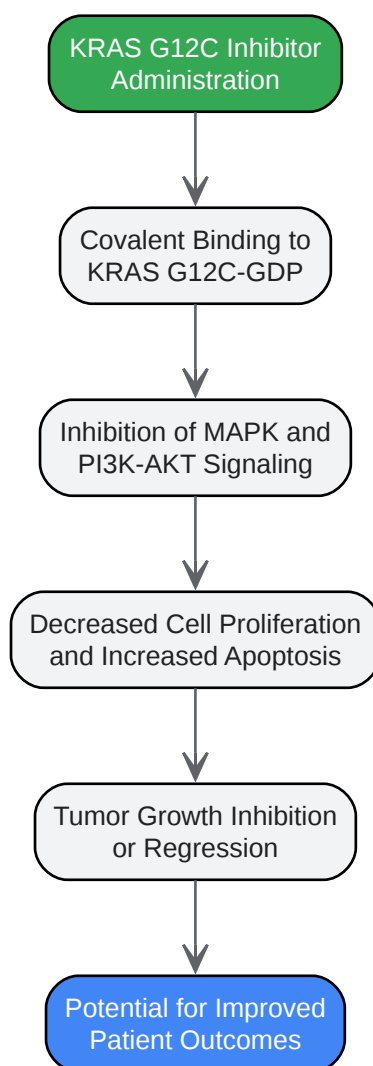 KRAS G12C Inhibitor
Administration
Covalent Binding to
KRAS G12C-GDP
Inhibition of MAPK and
PI3K-AKT Signaling
Decreased Cell Proliferation
and Increased Apoptosis
Tumor Growth Inhibition
or Regression
Potential for Improved
Patient Outcomes